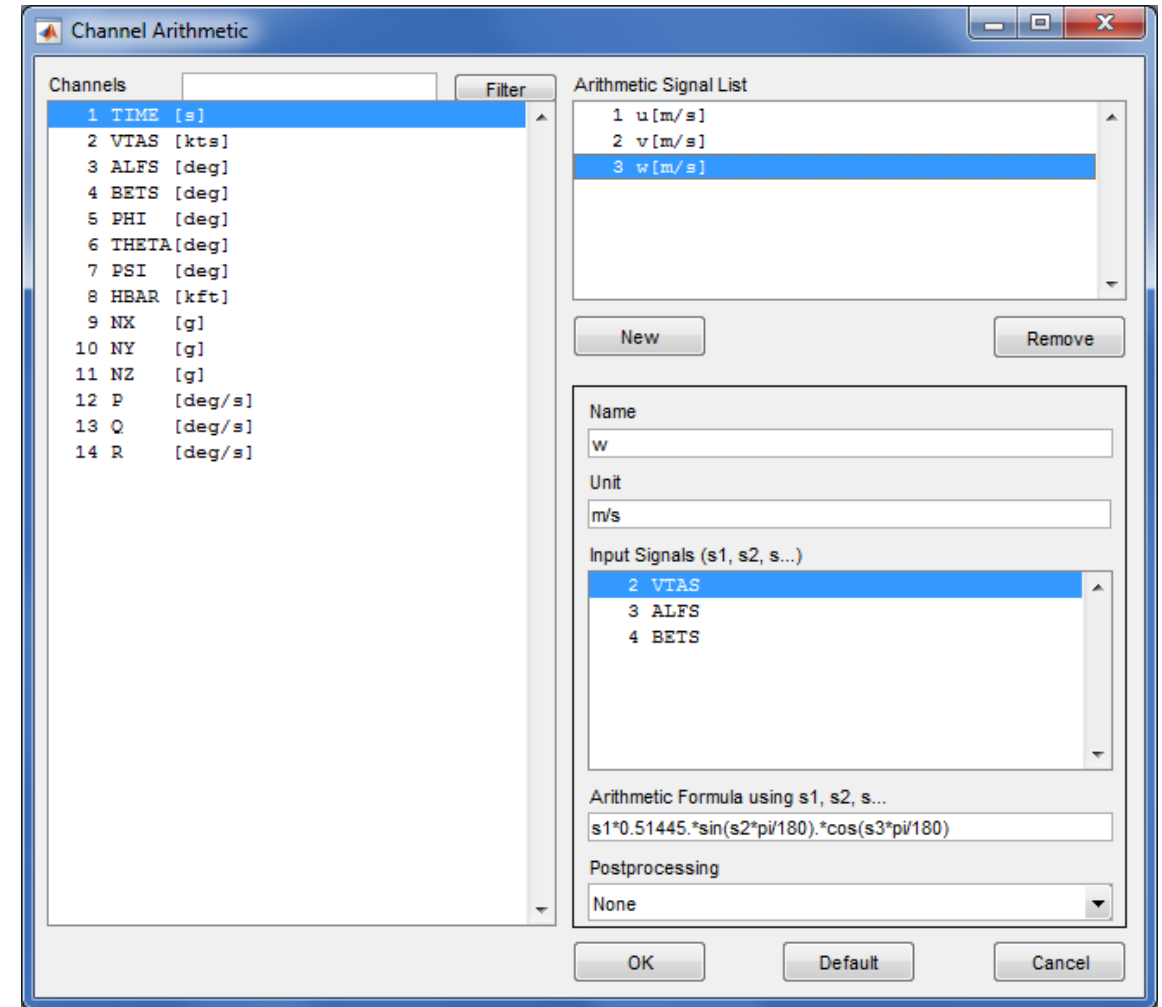 Channel Arithmetic
Channels
Filter
1 TIME [s]
2 VTAS [kts]
3 ALFS [deg]
4 BETS [deg]
5 PHI [deg]
6 THETA[deg]
7 PSI [deg]
8 HBAR [kft]
9 NX [g]
10 NY [g]
11 NZ [g]
12 P [deg/s]
13 Q [deg/s]
14 R [deg/s]
Arithmetic Signal List
1 u[m/s]
2 v[m/s]
3 w[m/s]
New
Remove
Name
w
Unit
m/s
Input Signals (s1, s2, s...)
2 VTAS
3 ALFS
4 BETS
Arithmetic Formula using s1, s2, s...
s1*0.51445.*sin(s2*pi/180).*cos(s3*pi/180)
Postprocessing
None
OK
Default
Cancel